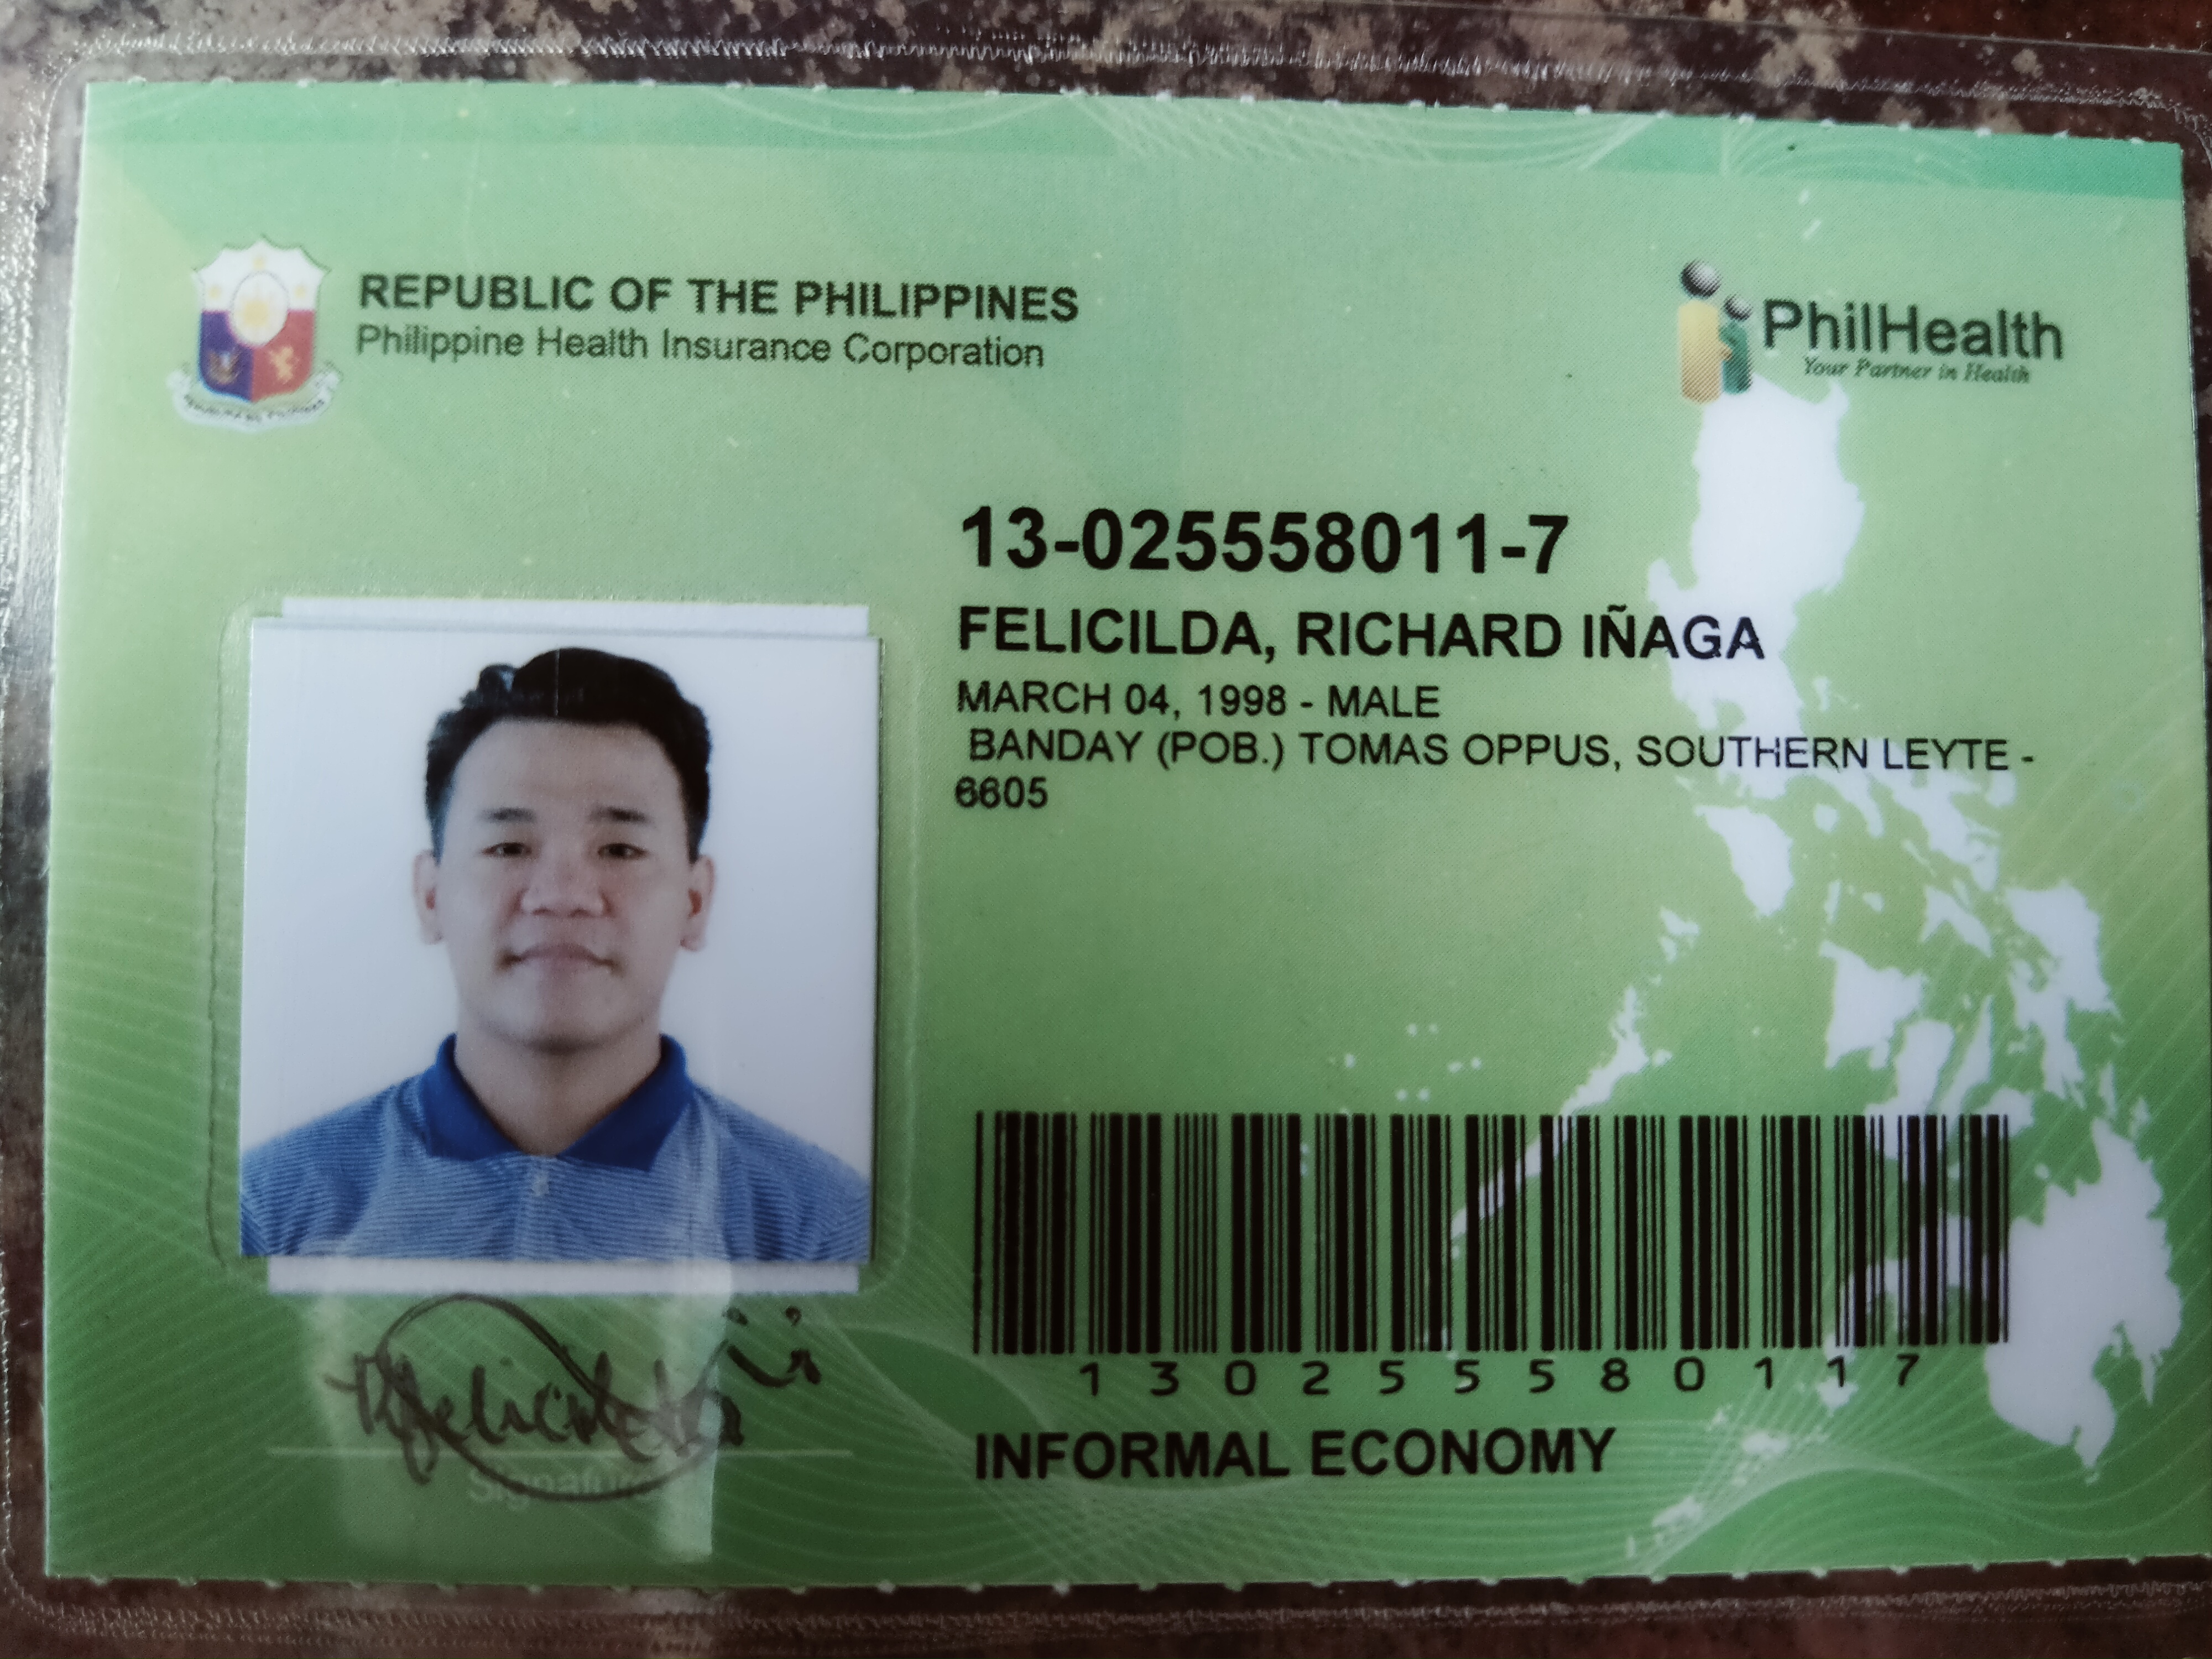 REPUBLIC OF THE PHILIPPINES
Philippine Health Insurance Corporation
PhilHealth
Your Partner in Health
13-025558011-7
FELICILDA, RICHARD IÑAGA
MARCH 04, 1998 - MALE
BANDAY (POB.) TOMAS OPPUS, SOUTHERN LEYTE -
6605
1 3 0 2 5 5 5 8 0 1 1 7
INFORMAL ECONOMY
Signature